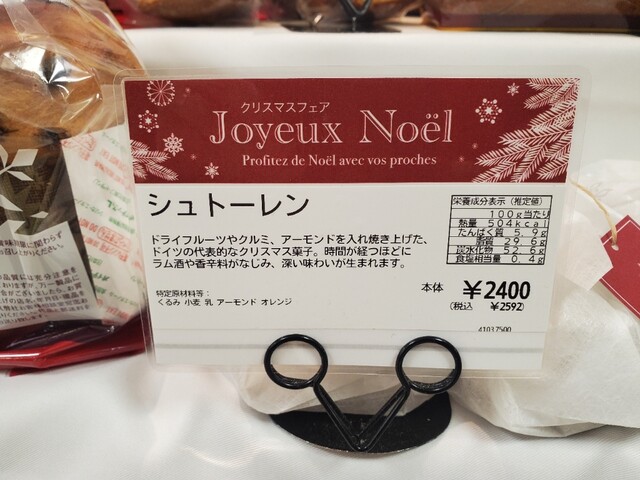 クリスマスフェア
Joyeux Noël
Profitez de Noël avec vos proches
シュトーレン
ドライフルーツやクルミ、アーモンドを入れ焼き上げた、
ドイツの代表的なクリスマス菓子。時間が経つほどに
ラム酒や香辛料がなじみ、深い味わいが生まれます。
特定原材料等:
くるみ 小麦 乳 アーモンド オレンジ
栄養成分表示(推定値)
100g当たり
熱量 504kcal
たんぱく質 5.9g
脂質 29.6g
炭水化物 52.6g
食塩相当量 0.4g
本体 ¥2400
(税込 ¥2592)
41037500